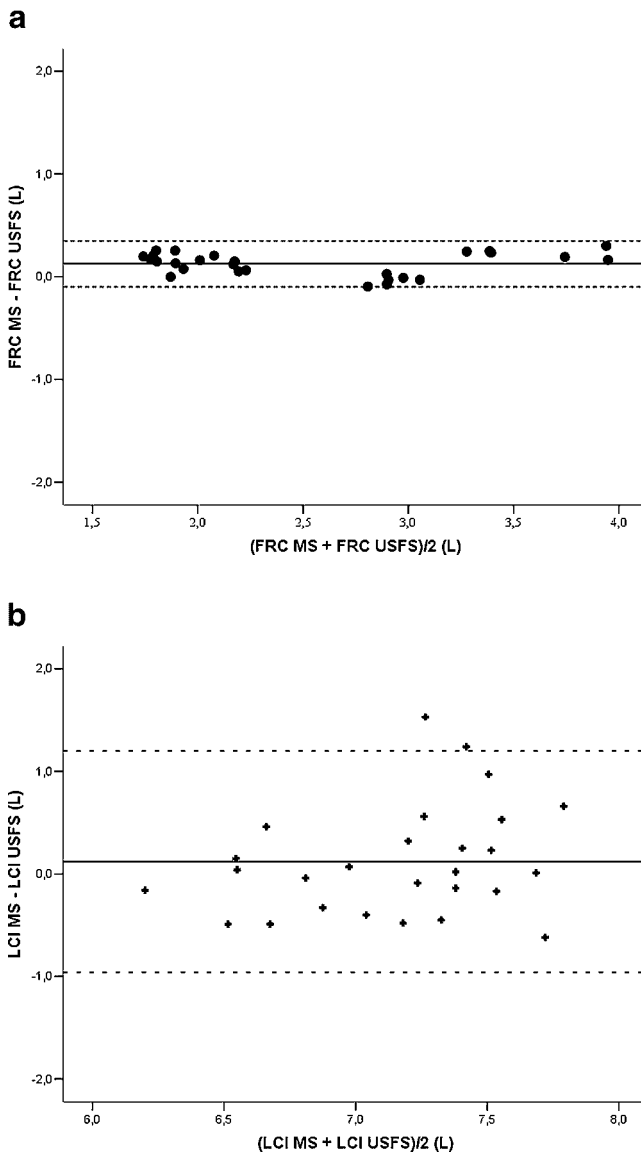 a
2,0
1,0
0,0
-1,0
-2,0
FRC MS - FRC USFS (L)
1,5 2,0 2,5 3,0 3,5 4,0
(FRC MS + FRC USFS)/2 (L)
b
2,0
1,0
0,0
-1,0
-2,0
LCI MS - LCI USFS (L)
6,0 6,5 7,0 7,5 8,0
(LCI MS + LCI USFS)/2 (L)